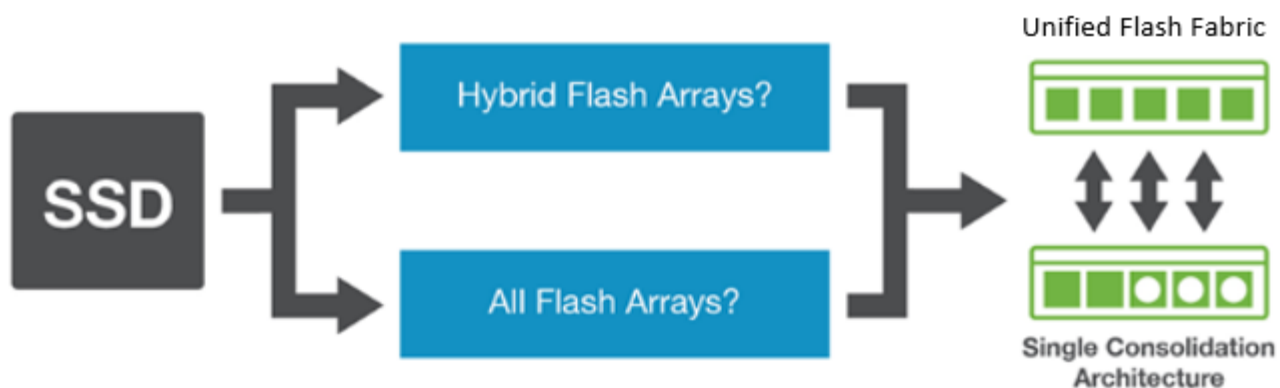 Unified Flash Fabric
Hybrid Flash Arrays?
SSD
All Flash Arrays?
Single Consolidation
Architecture